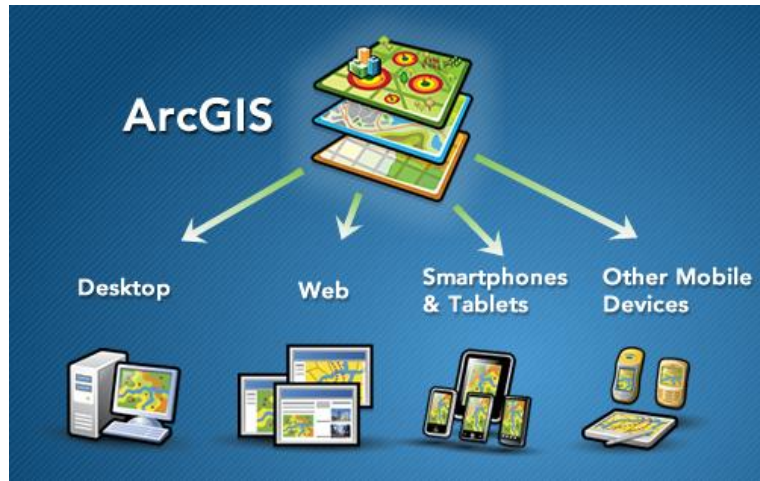 ArcGIS
Desktop
Web
Smartphones
& Tablets
Other Mobile
Devices